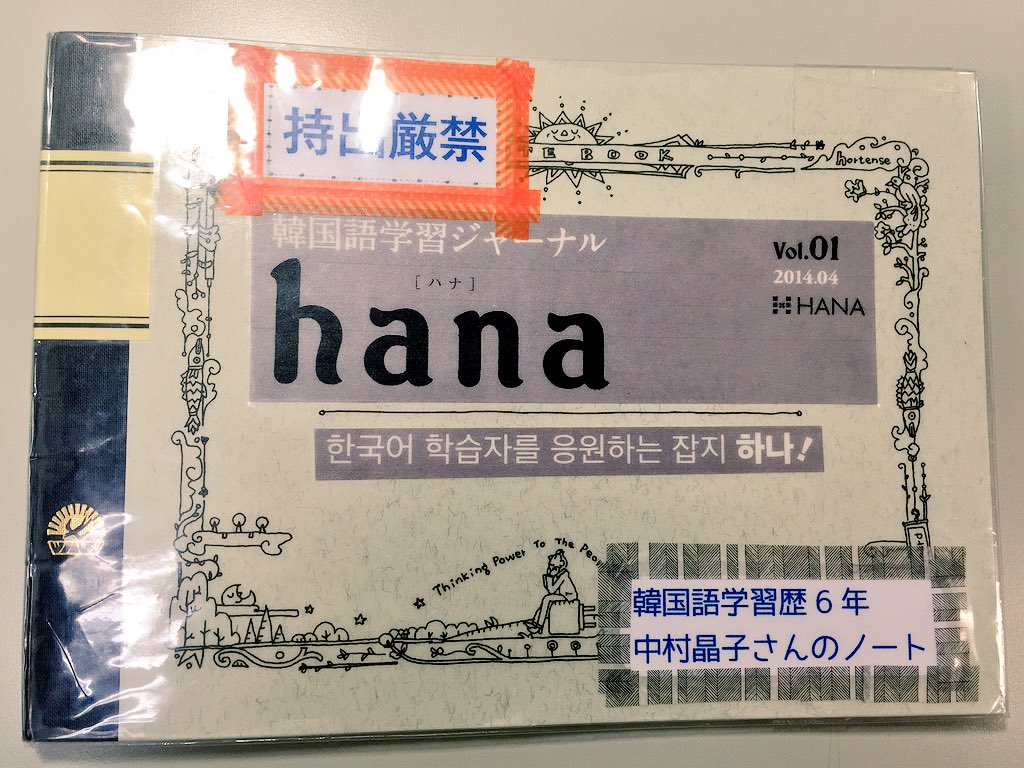 持出厳禁
E BOOK
hortense
韓国語学習ジャーナル
Vol.01
[ハナ]
2014.04
hana
HANA
한국어 학습자를 응원하는 잡지 하나!
Thinking Power To The Peop
韓国語学習歴6年
中村晶子さんのノート